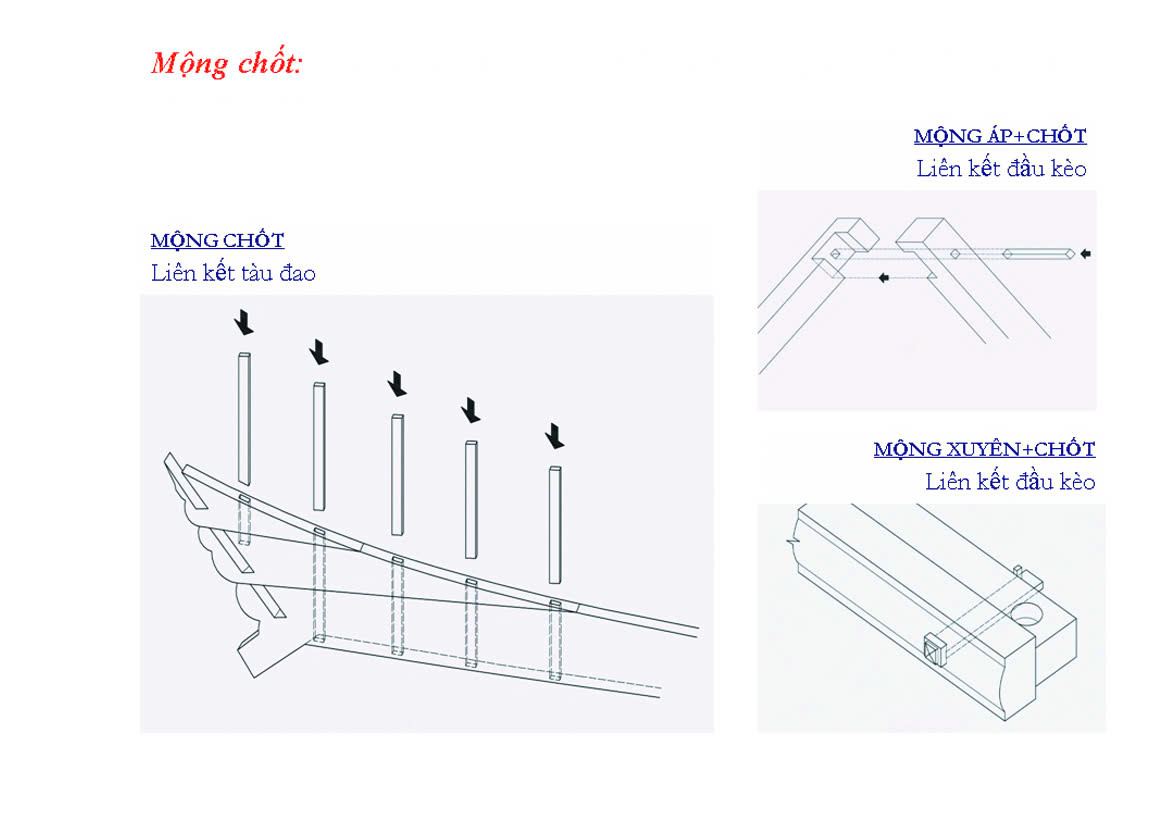 Mộng chốt:
MỘNG ÁP+CHỐT
Liên kết đầu kèo
MỘNG CHỐT
Liên kết tàu đao
MỘNG XUYÊN+CHỐT
Liên kết đầu kèo